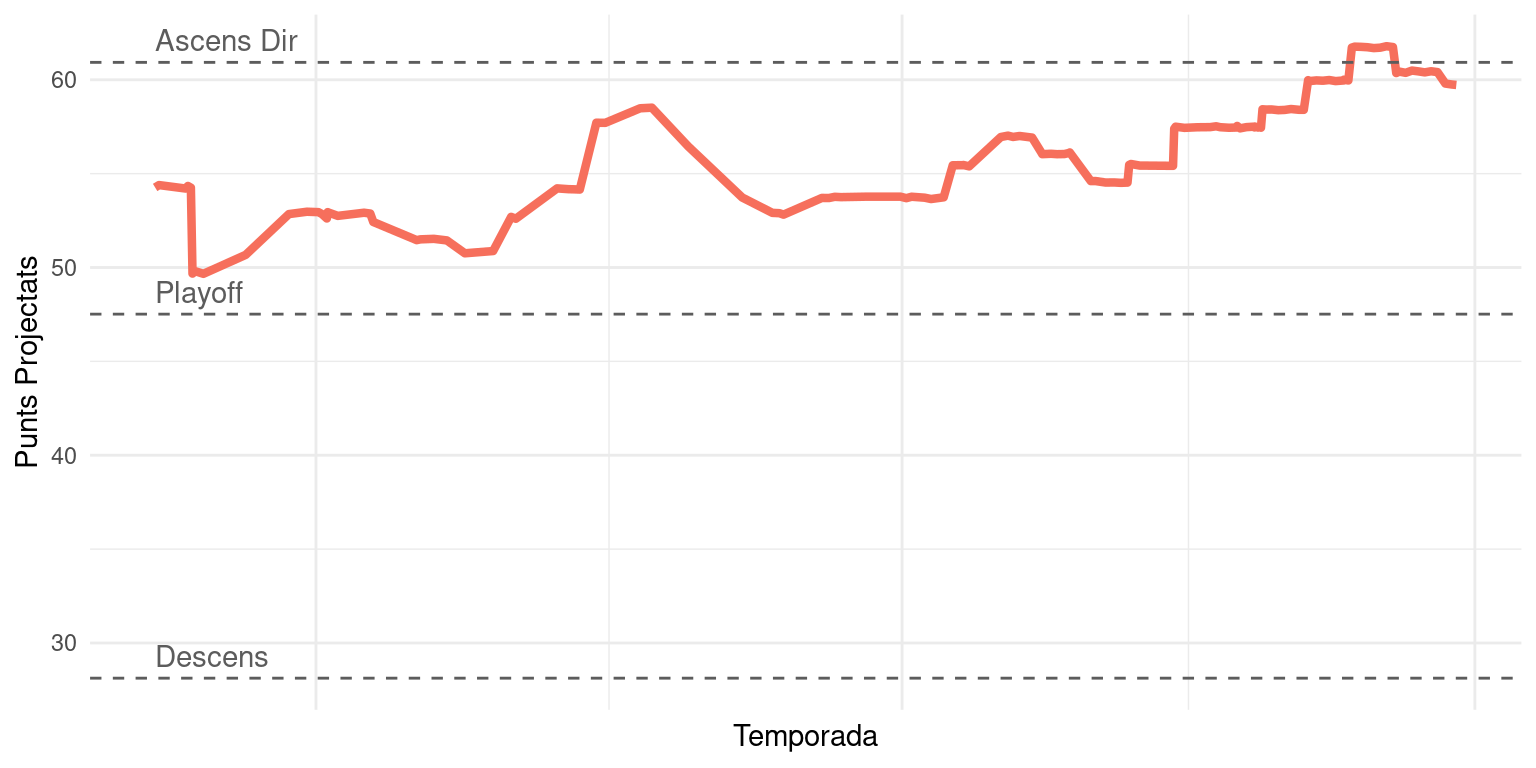 Ascens Dir
60
50
Playoff
40
30
Descens
Punts Projectats
Temporada